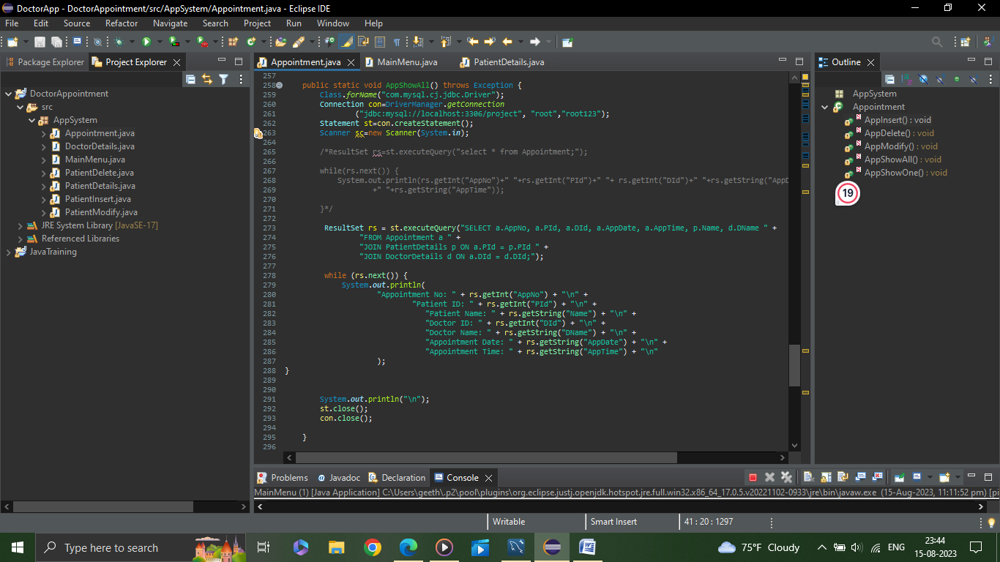 DoctorApp - DoctorAppointment/src/AppSystem/Appointment.java - Eclipse IDE
File Edit Source Refactor Navigate Search Project Run Window Help
Package Explorer Project Explorer Appointment.java MainMenu.java PatientDetails.java Outline
DoctorAppointment
src
AppSystem
Appointment.java
DoctorDetails.java
MainMenu.java
PatientDelete.java
PatientDetails.java
PatientInsert.java
PatientModify.java
JRE System Library [JavaSE-17]
Referenced Libraries
JavaTraining
257
258 public static void AppShowAll() throws Exception {
259 Class.forName("com.mysql.cj.jdbc.Driver");
260 Connection con=DriverManager.getConnection
261 ("jdbc:mysql://localhost:3306/project", "root","root123");
262 Statement st=con.createStatement();
263 Scanner sc=new Scanner(System.in);
264
265 /*ResultSet rs=st.executeQuery("select * from Appointment;");
266
267 while(rs.next()) {
268 System.out.println(rs.getInt("AppNo")+" "+rs.getInt("PId")+" "+ rs.getInt("DId")+" "+rs.getString("AppD
269 +" "+rs.getString("AppTime"));
270
271 }*/
272
273 ResultSet rs = st.executeQuery("SELECT a.AppNo, a.PId, a.DId, a.AppDate, a.AppTime, p.Name, d.DName " +
274 "FROM Appointment a " +
275 "JOIN PatientDetails p ON a.PId = p.PId " +
276 "JOIN DoctorDetails d ON a.DId = d.DId;");
277
278 while (rs.next()) {
279 System.out.println(
280 "Appointment No: " + rs.getInt("AppNo") + "\n" +
281 "Patient ID: " + rs.getInt("PId") + "\n" +
282 "Patient Name: " + rs.getString("Name") + "\n" +
283 "Doctor ID: " + rs.getInt("DId") + "\n" +
284 "Doctor Name: " + rs.getString("DName") + "\n" +
285 "Appointment Date: " + rs.getString("AppDate") + "\n" +
286 "Appointment Time: " + rs.getString("AppTime") + "\n"
287 );
288 }
289
290
291 System.out.println("\n");
292 st.close();
293 con.close();
294
295 }
296
AppSystem
Appointment
AppInsert() : void
AppDelete() : void
AppModify() : void
AppShowAll() : void
AppShowOne() : void
19
Problems Javadoc Declaration Console
MainMenu (1) [Java Application] C:\Users\geeth\.p2\pool\plugins\org.eclipse.justj.openjdk.hotspot.jre.full.win32.x86_64_17.0.5.v20221102-0933\jre\bin\javaw.exe (15-Aug-2023, 11:11:52 pm) [pi
Writable Smart Insert 41 : 20 : 1297
Type here to search 75°F Cloudy ENG 23:44
15-08-2023